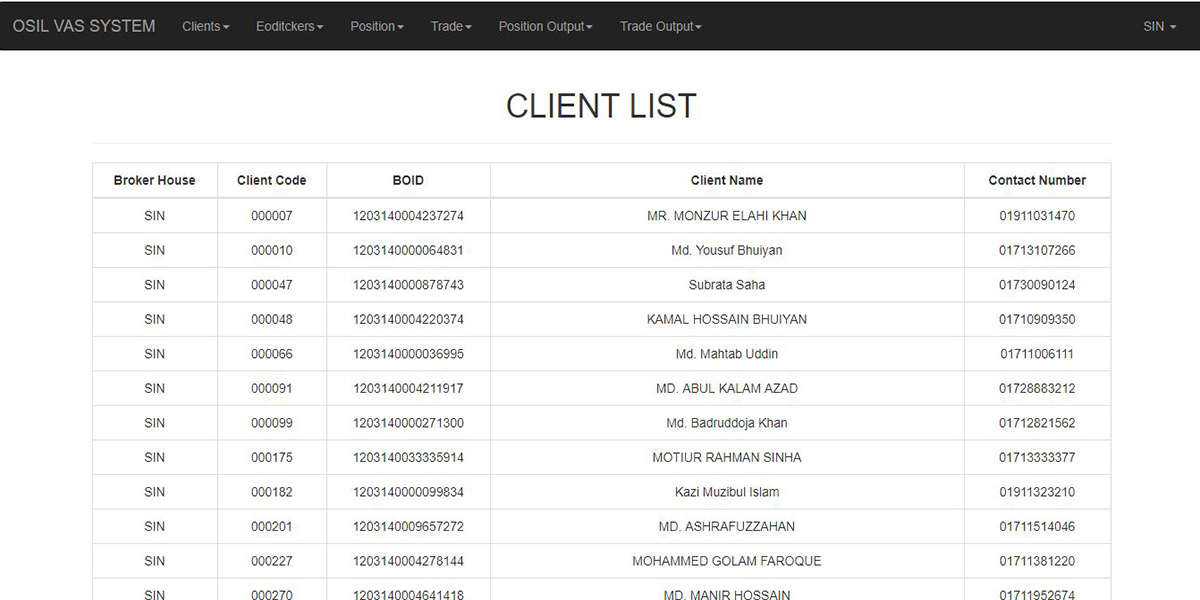 OSIL VAS SYSTEM Clients Eoditckers Position Trade Position Output Trade Output SIN
CLIENT LIST
Broker House Client Code BOID Client Name Contact Number
SIN 000007 1203140004237274 MR. MONZUR ELAHI KHAN 01911031470
SIN 000010 1203140000064831 Md. Yousuf Bhuiyan 01713107266
SIN 000047 1203140000878743 Subrata Saha 01730090124
SIN 000048 1203140004220374 KAMAL HOSSAIN BHUIYAN 01710909350
SIN 000066 1203140000036995 Md. Mahtab Uddin 01711006111
SIN 000091 1203140004211917 MD. ABUL KALAM AZAD 01728883212
SIN 000099 1203140000271300 Md. Badruddoja Khan 01712821562
SIN 000175 1203140033335914 MOTIUR RAHMAN SINHA 01713333377
SIN 000182 1203140000099834 Kazi Muzibul Islam 01911323210
SIN 000201 1203140009657272 MD. ASHRAFUZZAHAN 01711514046
SIN 000227 1203140004278144 MOHAMMED GOLAM FAROQUE 01711381220
SIN 000270 1203140004641418 MD. MANIR HOSSAIN 01711952674